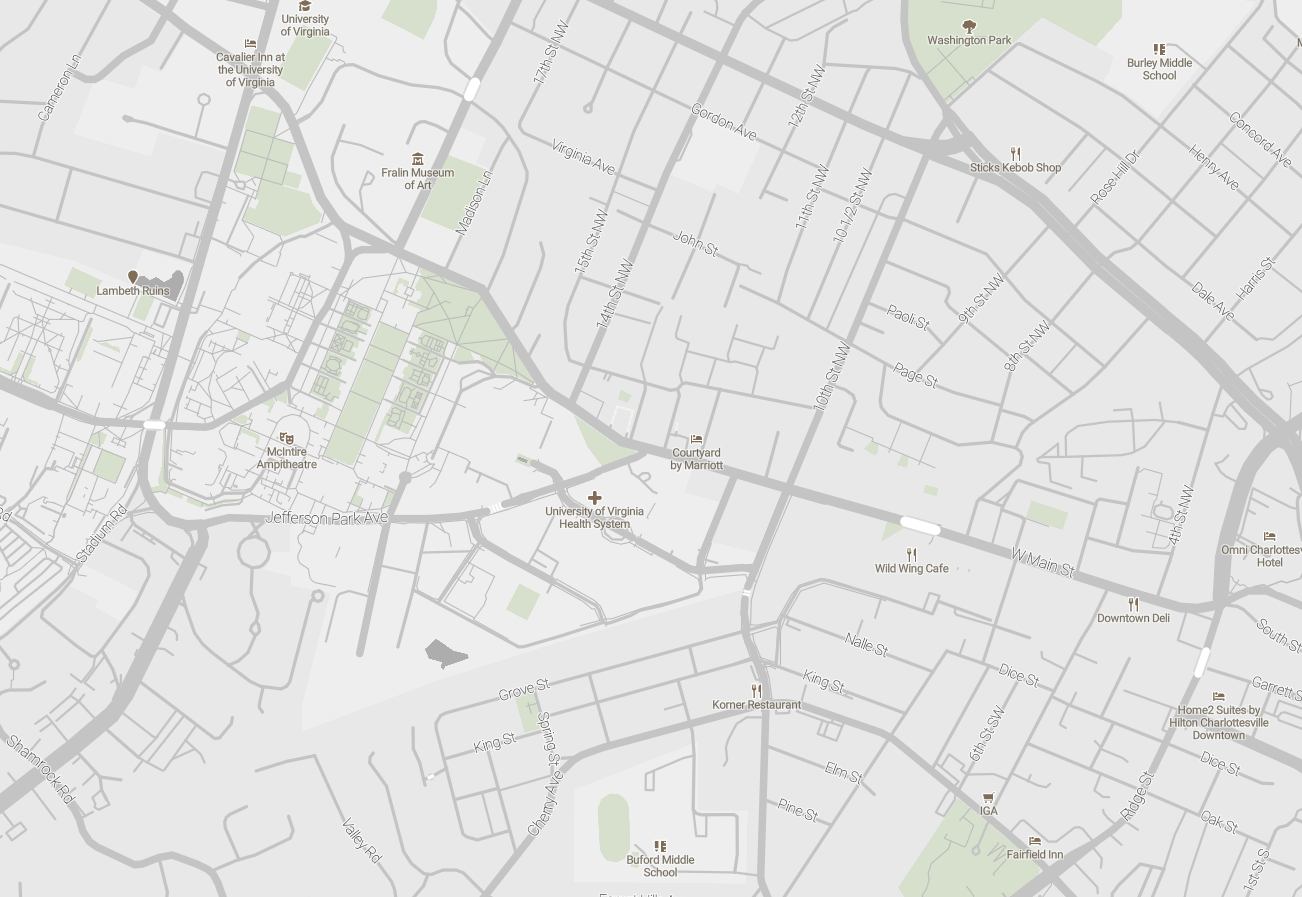 University
of Virginia
Cavalier Inn at
the University
of Virginia
Cameron Ln
17th St NW
Washington Park
Burley Middle
School
12th St NW
Gordon Ave
Virginia Ave
Fralin Museum
of Art
Madison Ln
Sticks Kebob Shop
Concord Ave
Henry Ave
Rose Hill Dr
11th St NW
10 1/2 St NW
15th St NW
John St
14th St NW
Lambeth Ruins
9th St NW
Harris St
Dale Ave
Paoli St
8th St NW
Page St
10th St NW
McIntire
Ampitheatre
Courtyard
by Marriott
University of Virginia
Health System
Jefferson Park Ave
Stadium Rd
Rd
4th St NW
Omni Charlottesv
Hotel
Wild Wing Cafe
W Main St
Downtown Deli
South St
Nalle St
King St
Dice St
Grove St
Korner Restaurant
Garrett S
Home2 Suites by
Hilton Charlottesville
Downtown
Spring St
King St
6th St SW
Shamrock Rd
Elm St
Dice St
Cherry Ave
Pine St
IGA
Ridge St
Oak St
Valley Rd
Fairfield Inn
Buford Middle
School
1st St S